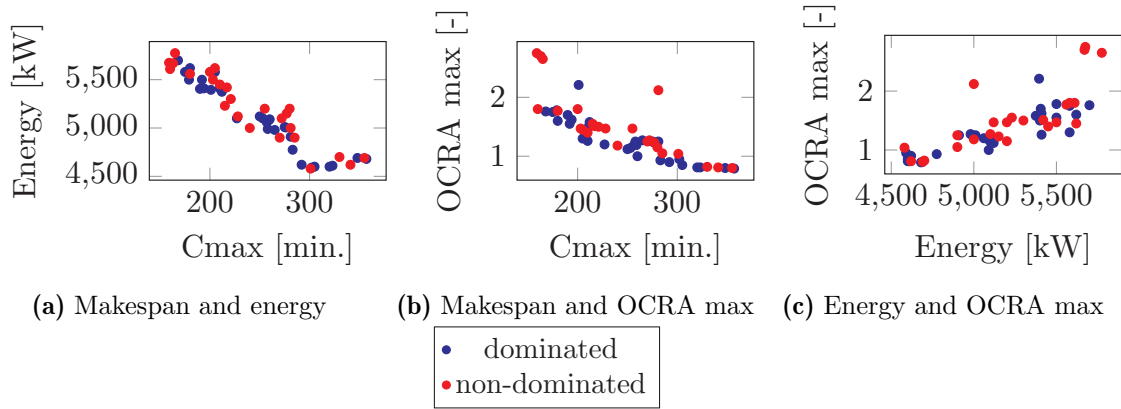 Energy [kW]
5,500
5,000
4,500
200
300
Cmax [min.]
(a) Makespan and energy
OCRA max [-]
2
1
200
300
Cmax [min.]
(b) Makespan and OCRA max
OCRA max [-]
2
1
4,500
5,000
5,500
Energy [kW]
(c) Energy and OCRA max
dominated
non-dominated